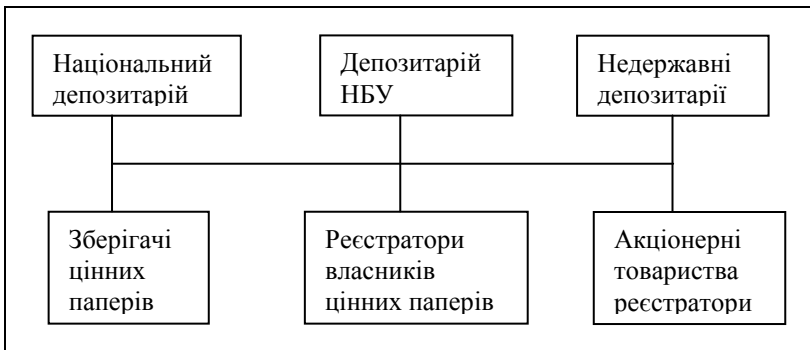 Національний
депозитарій
Депозитарій
НБУ
Недержавні
депозитарії
Зберігачі
цінних
паперів
Реєстратори
власників
цінних паперів
Акціонерні
товариства
реєстратори